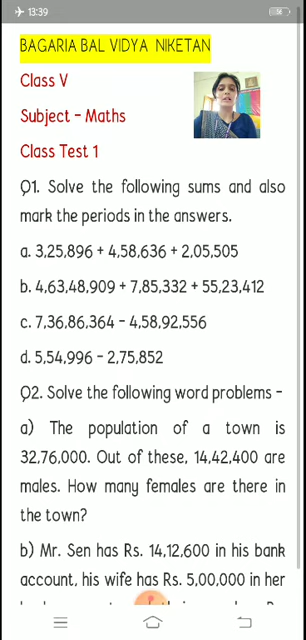 13:39
56
BAGARIA BAL VIDYA NIKETAN
Class V
Subject - Maths
Class Test 1
Q1. Solve the following sums and also
mark the periods in the answers.
a. 3,25,896 + 4,58,636 + 2,05,505
b. 4,63,48,909 + 7,85,332 + 55,23,412
c. 7,36,86,364 - 4,58,92,556
d. 5,54,996 - 2,75,852
Q2. Solve the following word problems -
a) The population of a town is
32,76,000. Out of these, 14,42,400 are
males. How many females are there in
the town?
b) Mr. Sen has Rs. 14,12,600 in his bank
account, his wife has Rs. 5,00,000 in her